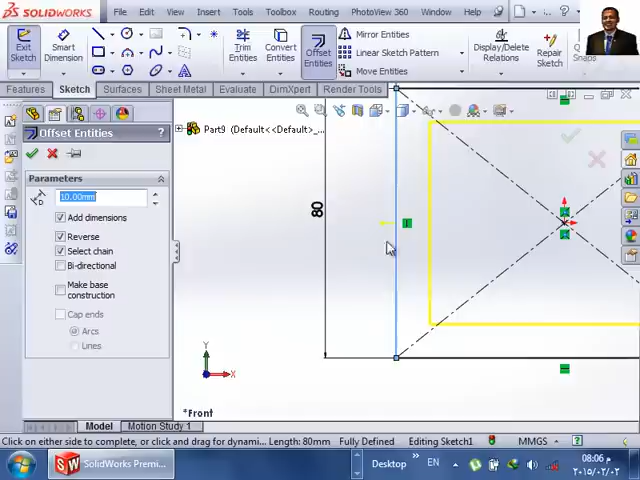 SOLIDWORKS File Edit View Insert Tools Routing PhotoView 360 Window
Exit Sketch
Smart Dimension
Trim Entities
Convert Entities
Offset Entities
Mirror Entities
Linear Sketch Pattern
Move Entities
Display/Delete Relations
Repair Sketch
Features Sketch Surfaces Sheet Metal Evaluate DimXpert Render Tools
Offset Entities ?
Part9 (Default<<Default>_...
Parameters
10.00mm
Add dimensions
Reverse
Select chain
Bi-directional
Make base construction
Cap ends
Arcs
Lines
80
Y
X
*Front
Model Motion Study 1
Click on either side to complete, or click and drag for dynami... Length: 80mm Fully Defined Editing Sketch1 MMGS
SolidWorks Premi...
Desktop
EN
08:06 م
٢٠١٥/٠٢/٠٢